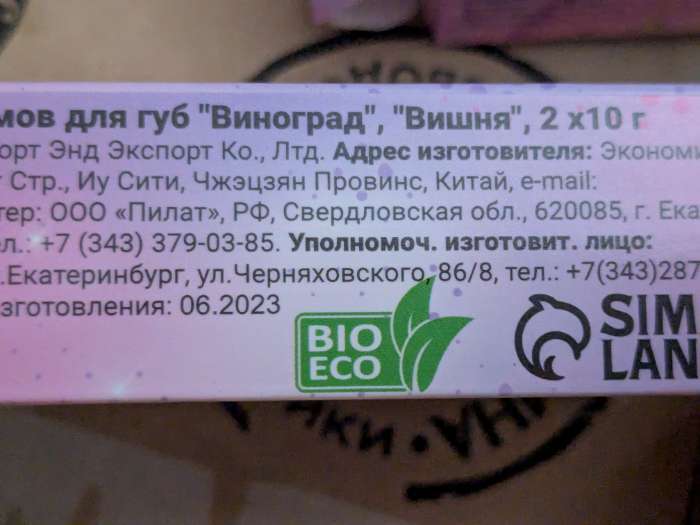 мов для губ "Виноград", "Вишня", 2 x10 г
орт Энд Экспорт Ко., Лтд. Адрес изготовителя: Экономи
т Стр., Иу Сити, Чжэцзян Провинс, Китай, e-mail:
тер: ООО «Пилат», РФ, Свердловская обл., 620085, г. Ека
ел.: +7 (343) 379-03-85. Уполномоч. изготовит. лицо:
.Екатеринбург, ул.Черняховского, 86/8, тел.: +7(343)287
зготовления: 06.2023
BIO
ECO
SIM
LAN